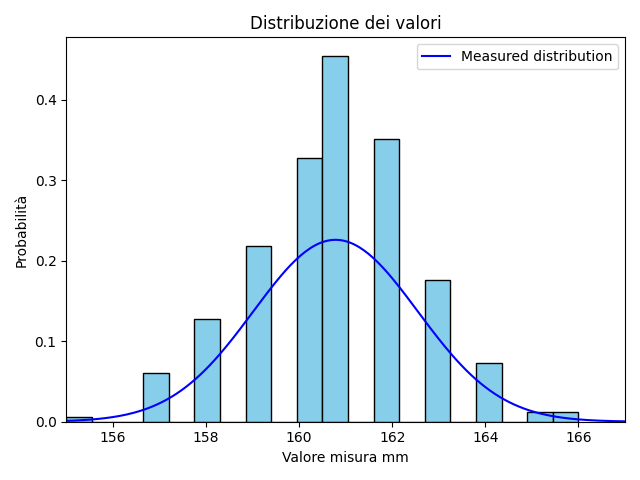 Distribuzione dei valori
Measured distribution
Probabilità
0.4
0.3
0.2
0.1
0.0
156 158 160 162 164 166
Valore misura mm